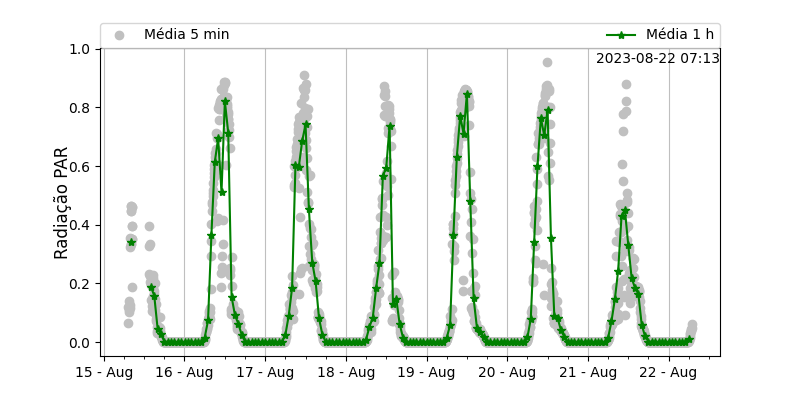 Média 5 min
Média 1 h
2023-08-22 07:13
Radiação PAR
1.0
0.8
0.6
0.4
0.2
0.0
15 - Aug
16 - Aug
17 - Aug
18 - Aug
19 - Aug
20 - Aug
21 - Aug
22 - Aug